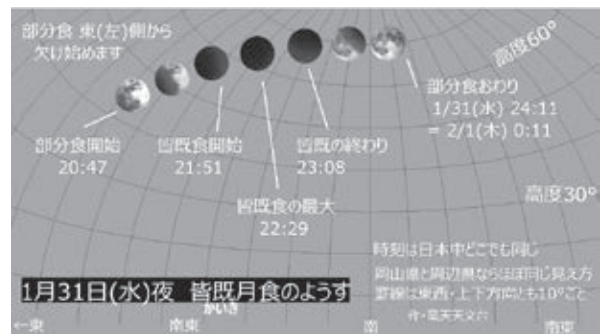 部分食 東(左)側から
欠け始めます
高度60°
部分食おわり
1/31(水) 24:11
= 2/1(木) 0:11
部分食開始
20:47
皆既食開始
21:51
皆既の終わり
23:08
皆既食の最大
22:29
高度30°
時刻は日本中どこでも同じ
岡山県と周辺県ならほぼ同じ見え方
罫線は東西・上下方向とも10°ごと
作・竜天天文台
1月31日(水)夜 皆既月食のようす
かいき
←東
南東
南
南東